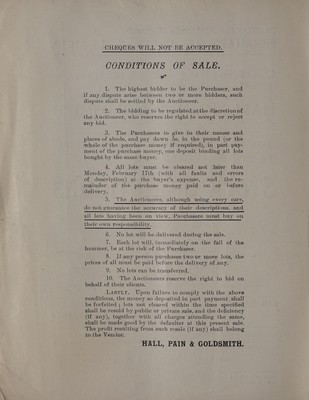 CHEQUES WILL NOT BE ACCEPTED.
CONDITIONS OF SALE.
1. The highest bidder to be the Purchaser, and
if any dispute arise between two or more bidders, such
dispute shall be settled by the Auctioneer.
2. The bidding to be regulated at the discretion of
the Auctioneer, who reserves the right to accept or reject
any bid.
3. The Purchasers to give in their names and
places of abode, and pay down 5s. in the pound (or the
whole of the purchase money if required), in part pay-
ment of the purchase money, one deposit binding all lots
bought by the same buyer.
4. All lots must be cleared not later than
Monday, February 17th (with all faults and errors
of description) at the buyer's expense, and the re-
mainder of the purchase money paid on or before
delivery.
5. The Auctioneers, although using every care,
do not guarantee the accuracy of their descriptions, and
all lots having been on view, Purchasers must buy on
their own responsibility.
6. No lot will be delivered during the sale.
7. Each lot will, immediately on the fall of the
hammer, be at the risk of the Purchaser.
8. If any person purchases two or more lots, the
prices of all must be paid before the delivery of any.
9. No lots can be transferred.
10. The Auctioneers reserve the right to bid on
behalf of their clients.
LASTLY. Upon failure to comply with the above
conditions, the money so deposited in part payment shall
be forfeited ; lots not cleared within the time specified
shall be resold by public or private sale, and the deficiency
(if any), together with all charges attending the same,
shall be made good by the defaulter at this present sale.
The profit resulting from such resale (if any) shall belong
to the Vendor.
HALL, PAIN & GOLDSMITH.